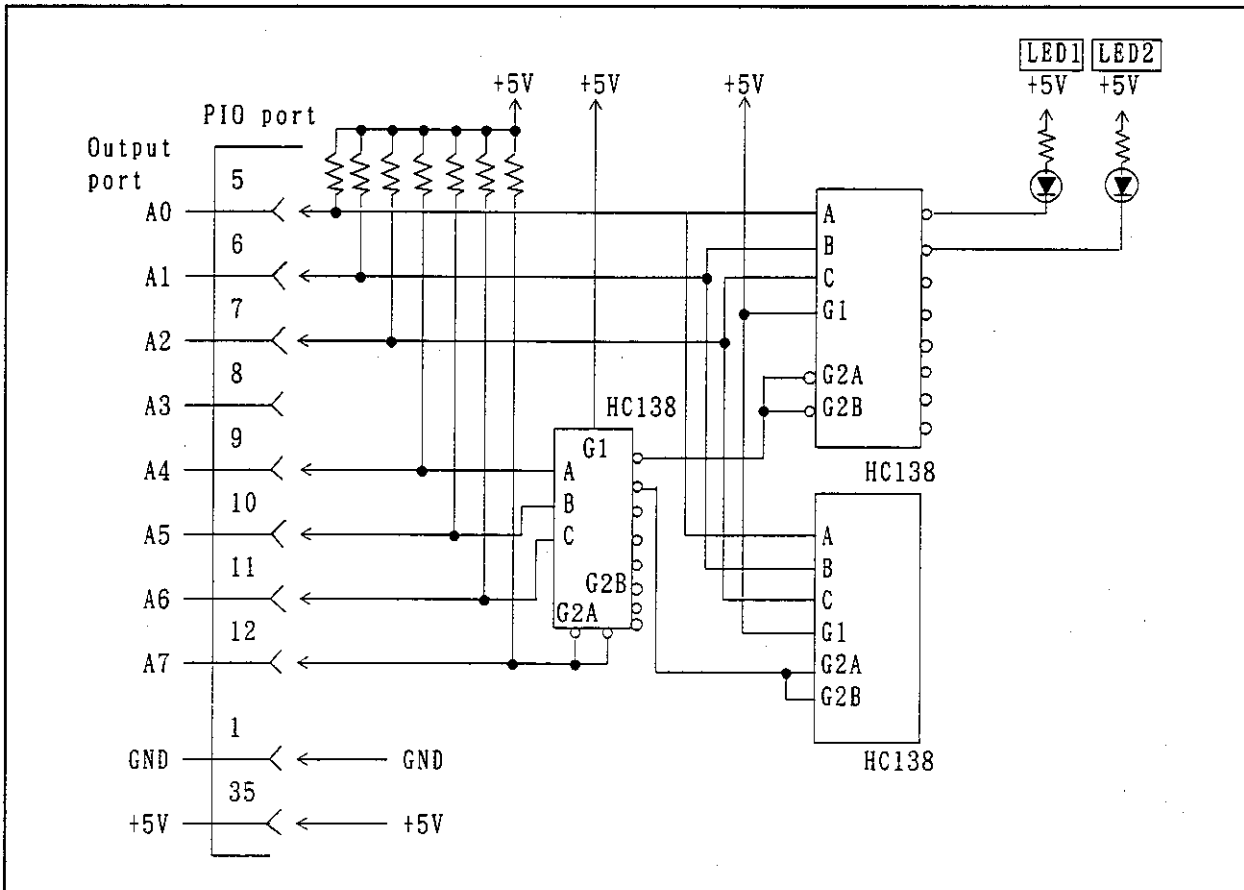 LED1 LED2
+5V +5V +5V +5V +5V
PIO port
Output
port
5
A0
6
A1
7
A2
8
A3
9
A4
10
A5
11
A6
12
A7
1
GND GND
35
+5V +5V
HC138
G1
A
B
C
G2B
G2A
A
B
C
G1
G2A
G2B
HC138
A
B
C
G1
G2A
G2B
HC138